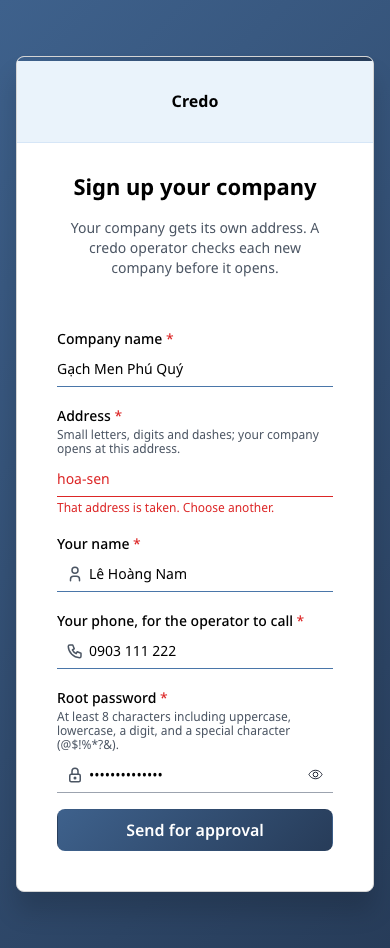 Credo
Sign up your company
Your company gets its own address. A
credo operator checks each new
company before it opens.
Company name *
Gạch Men Phú Quý
Address *
Small letters, digits and dashes; your company
opens at this address.
hoa-sen
That address is taken. Choose another.
Your name *
Lê Hoàng Nam
Your phone, for the operator to call *
0903 111 222
Root password *
At least 8 characters including uppercase,
lowercase, a digit, and a special character
(@$!%*?&).
••••••••••••••
Send for approval